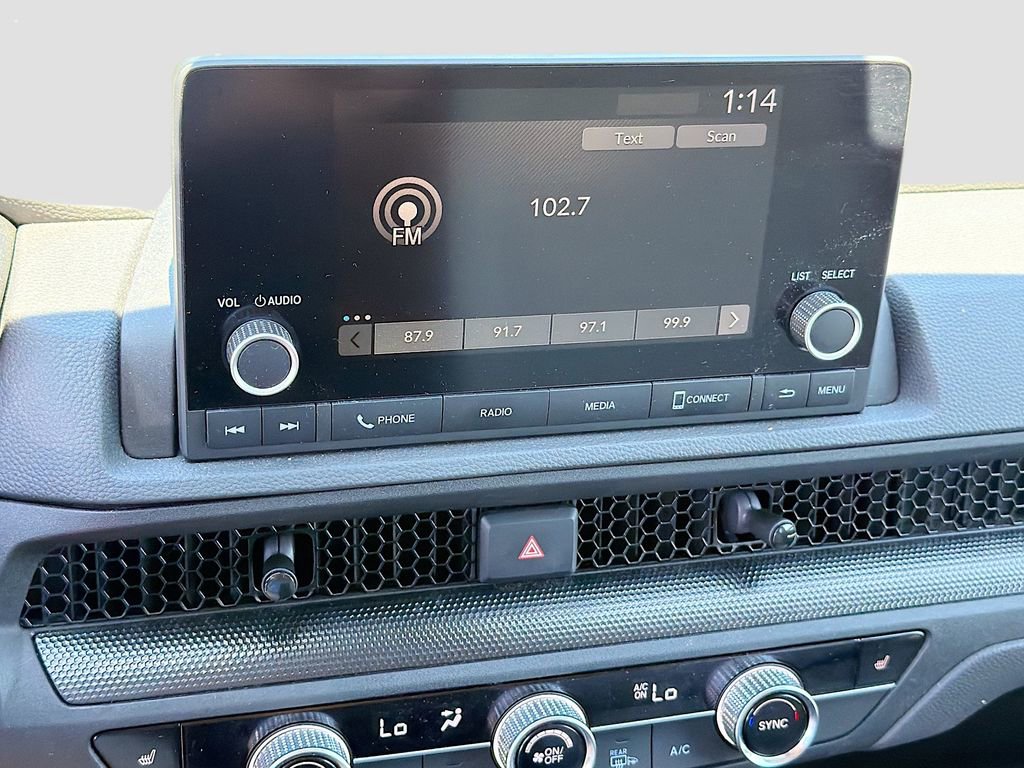 1:14
Text Scan
102.7
FM
LIST SELECT
VOL AUDIO
87.9 91.7 97.1 99.9
PHONE RADIO MEDIA CONNECT MENU
Lo A/C ON Lo
SYNC
ON/OFF REAR A/C